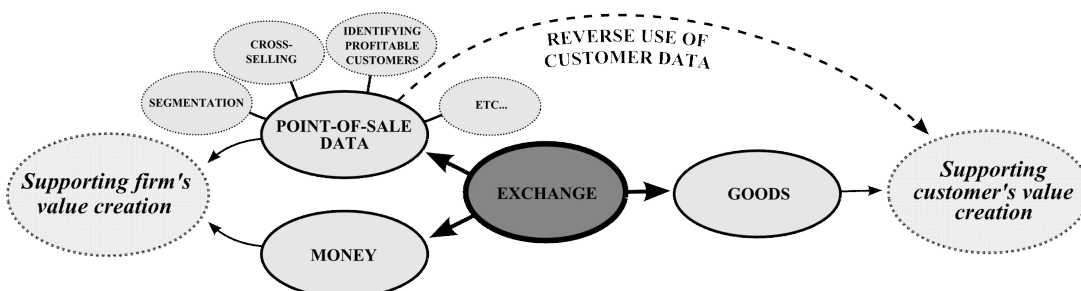 CROSS-
SELLING
IDENTIFYING
PROFITABLE
CUSTOMERS
REVERSE USE OF
CUSTOMER DATA
SEGMENTATION
ETC...
POINT-OF-SALE
DATA
Supporting firm's
value creation
EXCHANGE
GOODS
Supporting
customer's value
creation
MONEY